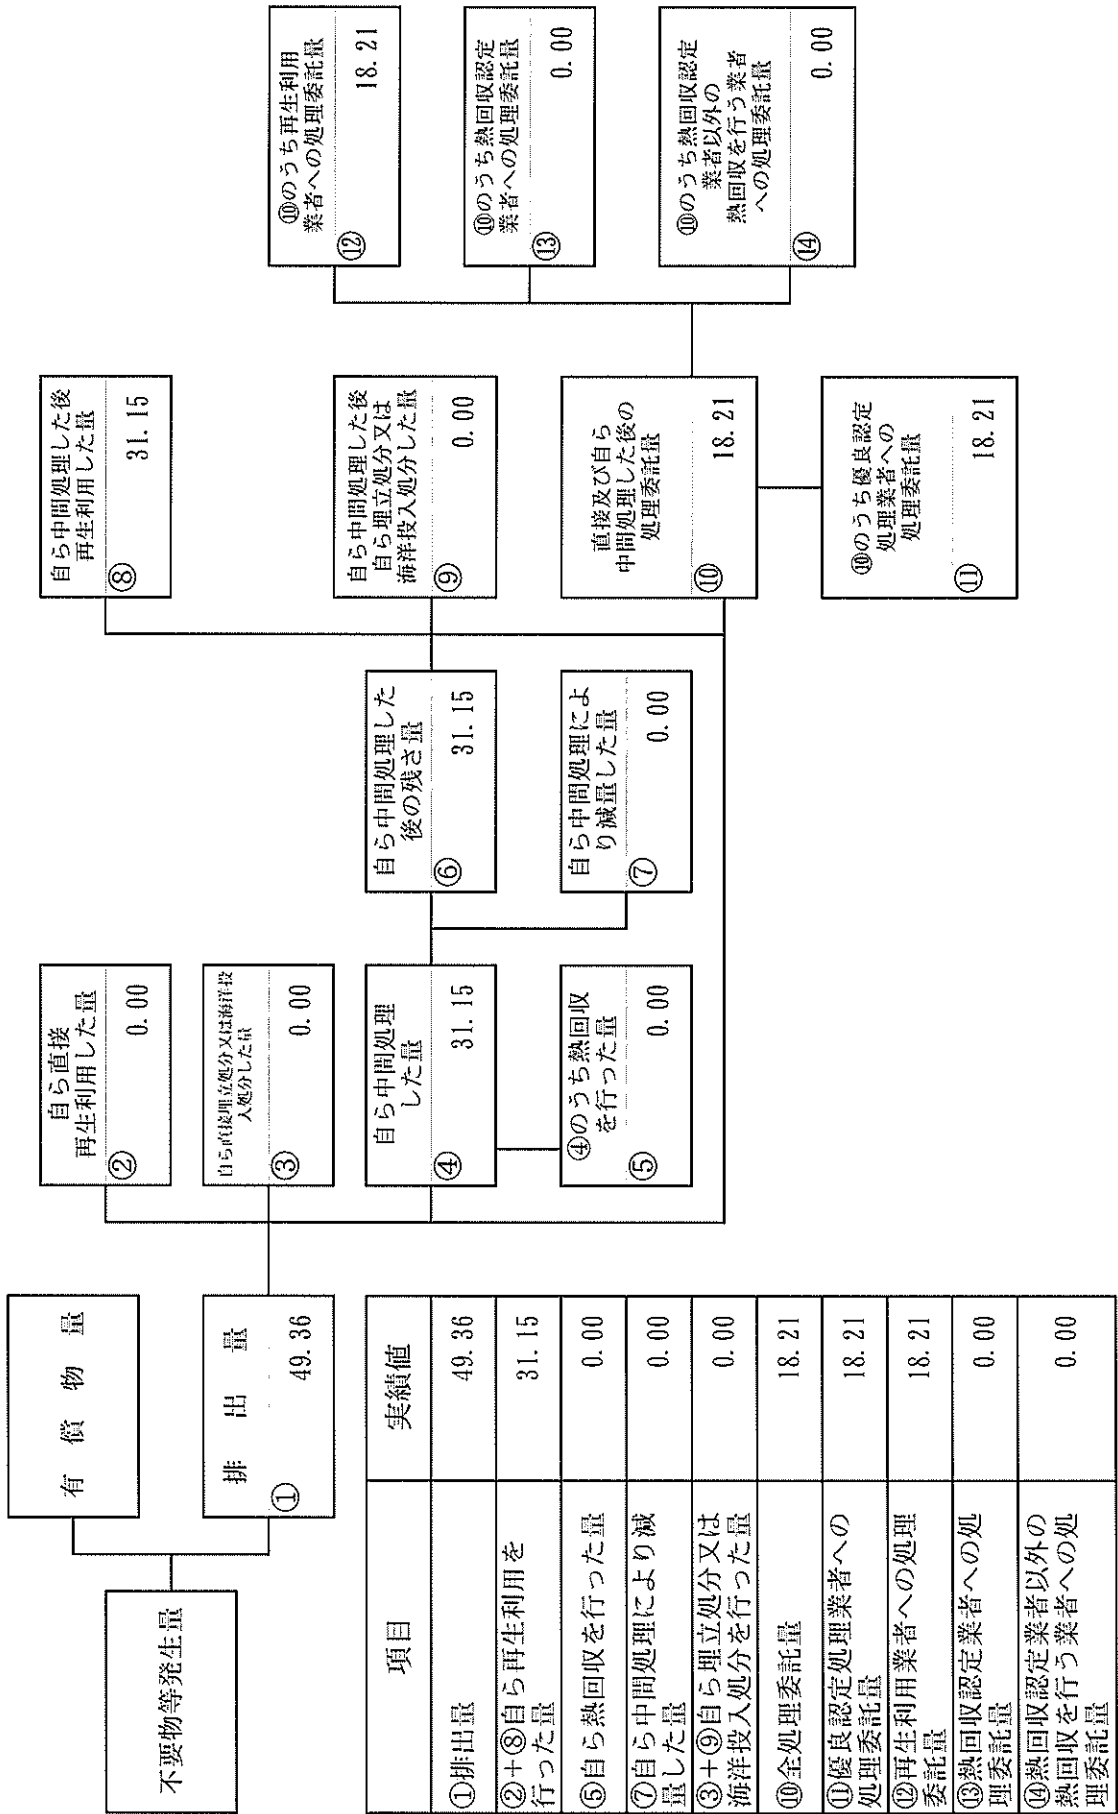 不要物等発生量
有 償 物 量
排 出 量
① 49.36
自ら直接
再生利用した量
② 0.00
自ら直接埋立処分又は海洋投
入処分した量
③ 0.00
自ら中間処理
した量
④ 31.15
④のうち熱回収
を行った量
⑤ 0.00
自ら中間処理した
後の残さ量
⑥ 31.15
自ら中間処理によ
り減量した量
⑦ 0.00
自ら中間処理した後
再生利用した量
⑧ 31.15
自ら中間処理した後
自ら埋立処分又は
海洋投入処分した量
⑨ 0.00
直接及び自ら
中間処理した後の
処理委託量
⑩ 18.21
⑩のうち優良認定
処理業者への
処理委託量
⑪ 18.21
⑩のうち再生利用
業者への処理委託量
⑫ 18.21
⑩のうち熱回収認定
業者への処理委託量
⑬ 0.00
⑩のうち熱回収認定
業者以外の
熱回収を行う業者
への処理委託量
⑭ 0.00
項目 実績値
①排出量 49.36
②+⑧自ら再生利用を
行った量 31.15
⑤自ら熱回収を行った量 0.00
⑦自ら中間処理により減
量した量 0.00
③+⑨自ら埋立処分又は
海洋投入処分を行った量 0.00
⑩全処理委託量 18.21
⑪優良認定処理業者への
処理委託量 18.21
⑫再生利用業者への処理
委託量 18.21
⑬熱回収認定業者への処
理委託量 0.00
⑭熱回収認定業者以外の
熱回収を行う業者への処
理委託量 0.00